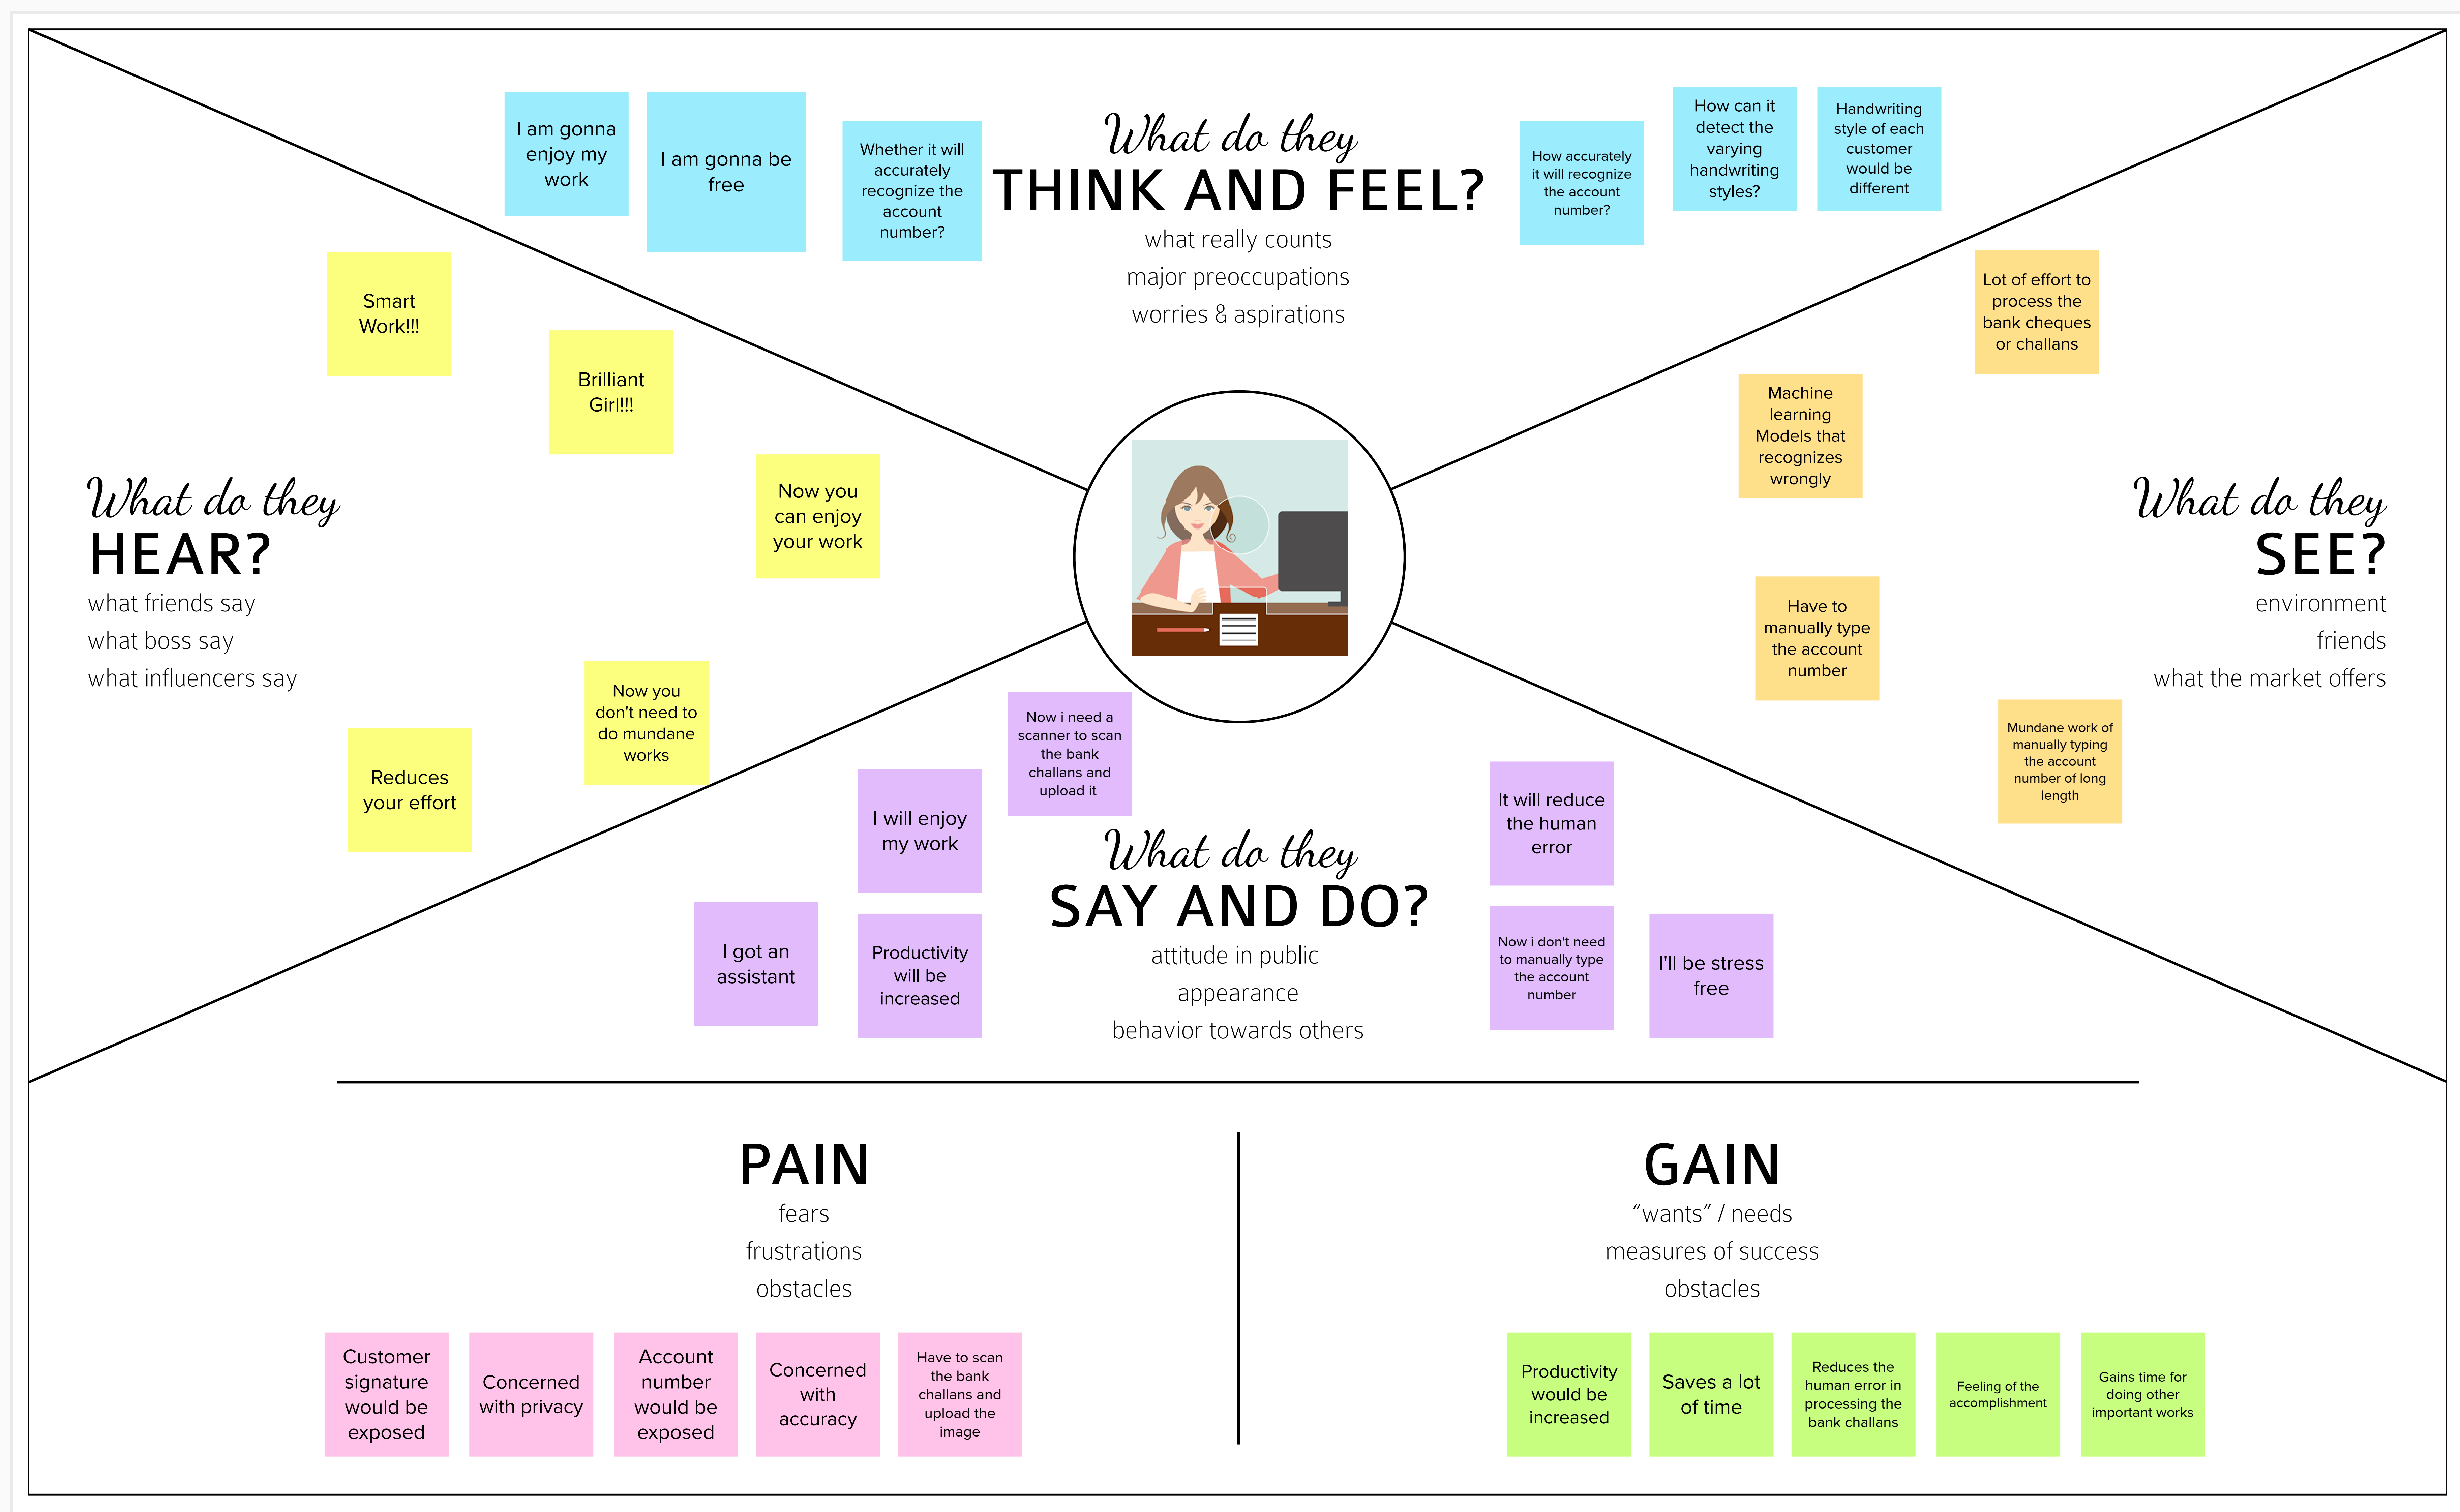 I am gonna
enjoy my
work
I am gonna be
free
Whether it will
accurately
recognize the
account
number?
What do they
THINK AND FEEL?
what really counts
major preoccupations
worries & aspirations
How accurately
it will recognize
the account
number?
How can it
detect the
varying
handwriting
styles?
Handwriting
style of each
customer
would be
different
Smart
Work!!!
Brilliant
Girl!!!
Now you
can enjoy
your work
What do they
HEAR?
what friends say
what boss say
what influencers say
Now you
don't need to
do mundane
works
Reduces
your effort
Lot of effort to
process the
bank cheques
or challans
Machine
learning
Models that
recognizes
wrongly
What do they
SEE?
environment
friends
what the market offers
Have to
manually type
the account
number
Mundane work of
manually typing
the account
number of long
length
Now i need a
scanner to scan
the bank
challans and
upload it
I will enjoy
my work
I got an
assistant
Productivity
will be
increased
What do they
SAY AND DO?
attitude in public
appearance
behavior towards others
It will reduce
the human
error
Now i don't need
to manually type
the account
number
I'll be stress
free
PAIN
fears
frustrations
obstacles
Customer
signature
would be
exposed
Concerned
with privacy
Account
number
would be
exposed
Concerned
with
accuracy
Have to scan
the bank
challans and
upload the
image
GAIN
“wants” / needs
measures of success
obstacles
Productivity
would be
increased
Saves a lot
of time
Reduces the
human error in
processing the
bank challans
Feeling of the
accomplishment
Gains time for
doing other
important works